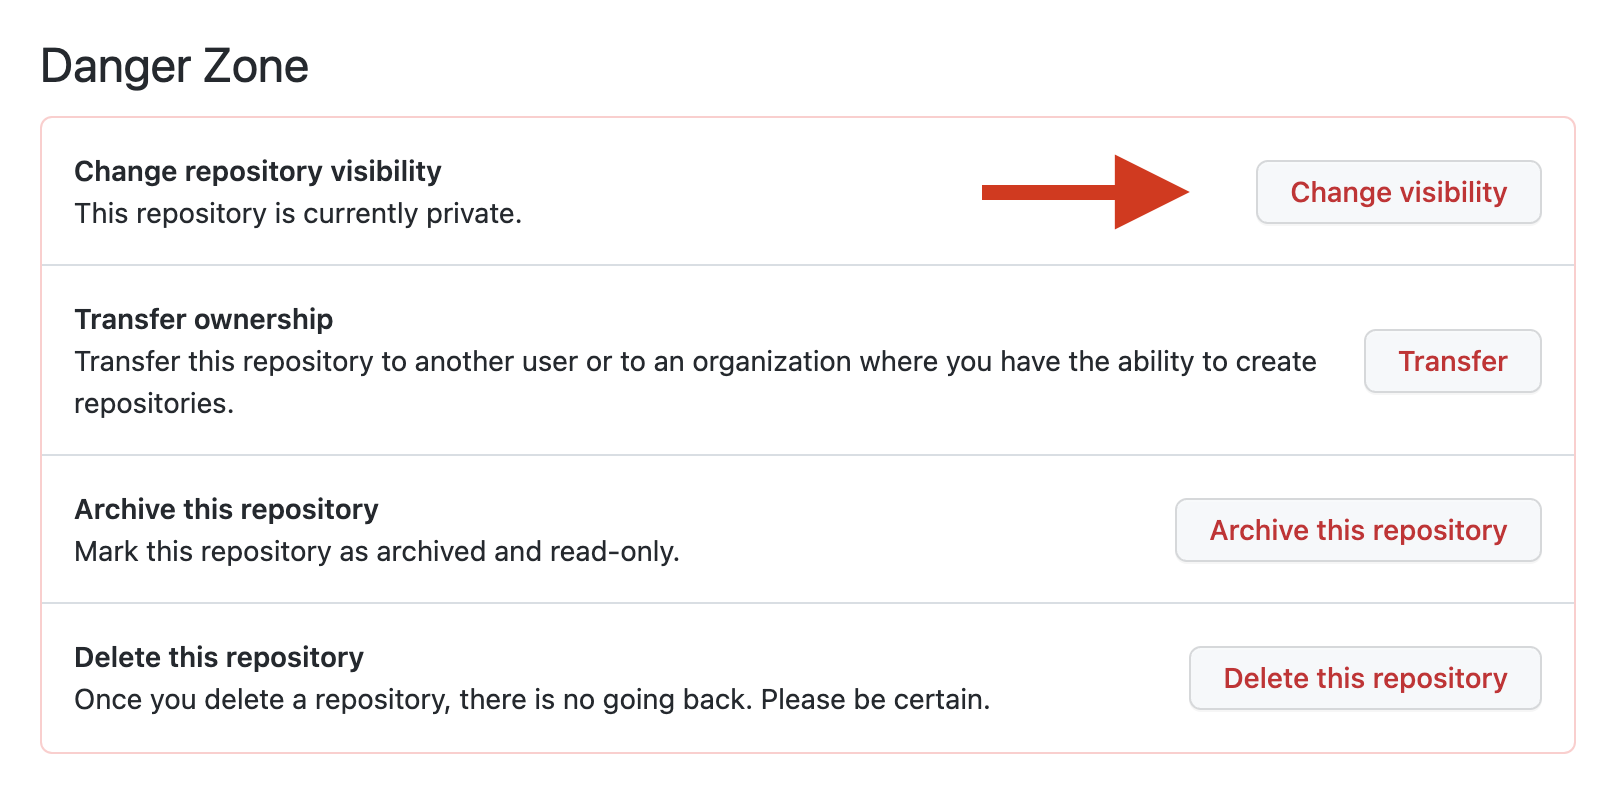 Danger Zone
Change repository visibility
This repository is currently private.
Change visibility
Transfer ownership
Transfer this repository to another user or to an organization where you have the ability to create
repositories.
Transfer
Archive this repository
Mark this repository as archived and read-only.
Archive this repository
Delete this repository
Once you delete a repository, there is no going back. Please be certain.
Delete this repository